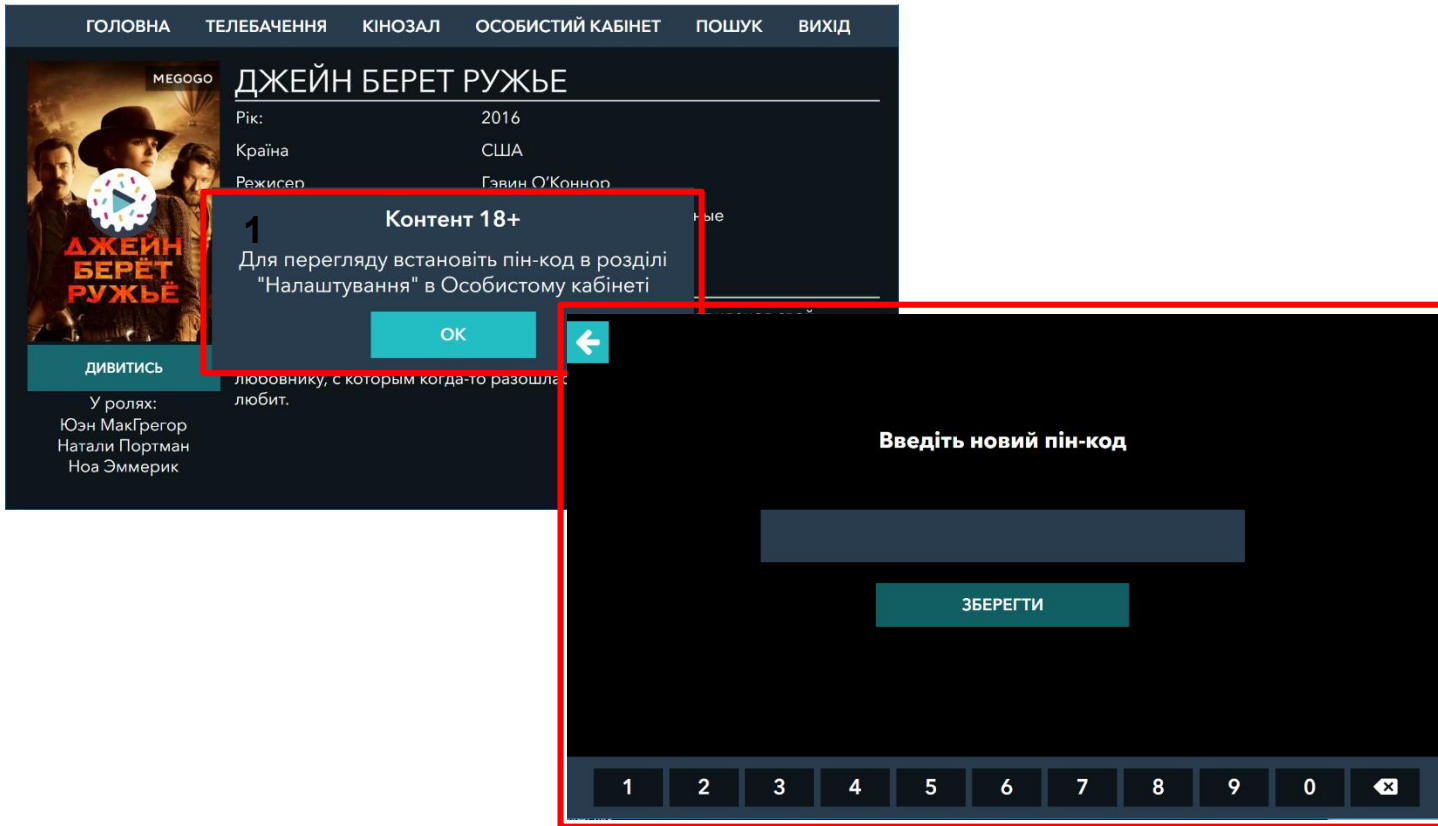 ГОЛОВНА ТЕЛЕБАЧЕННЯ КІНОЗАЛ ОСОБИСТИЙ КАБІНЕТ ПОШУК ВИХІД
MEGOGO
ДЖЕЙН БЕРЕТ РУЖЬЕ
Рік: 2016
Країна США
Режисер Гэвин О'Коннор
1
Контент 18+
Для перегляду встановіть пін-код в розділі
"Налаштування" в Особистому кабінеті
ОК
ДЖЕЙН
БЕРЁТ
РУЖЬЁ
ДИВИТИСЬ
любовнику, с которым когда-то
любит.
У ролях:
Юэн МакГрегор
Натали Портман
Ноа Эммерик
Введіть новий пін-код
ЗБЕРЕГТИ
1 2 3 4 5 6 7 8 9 0